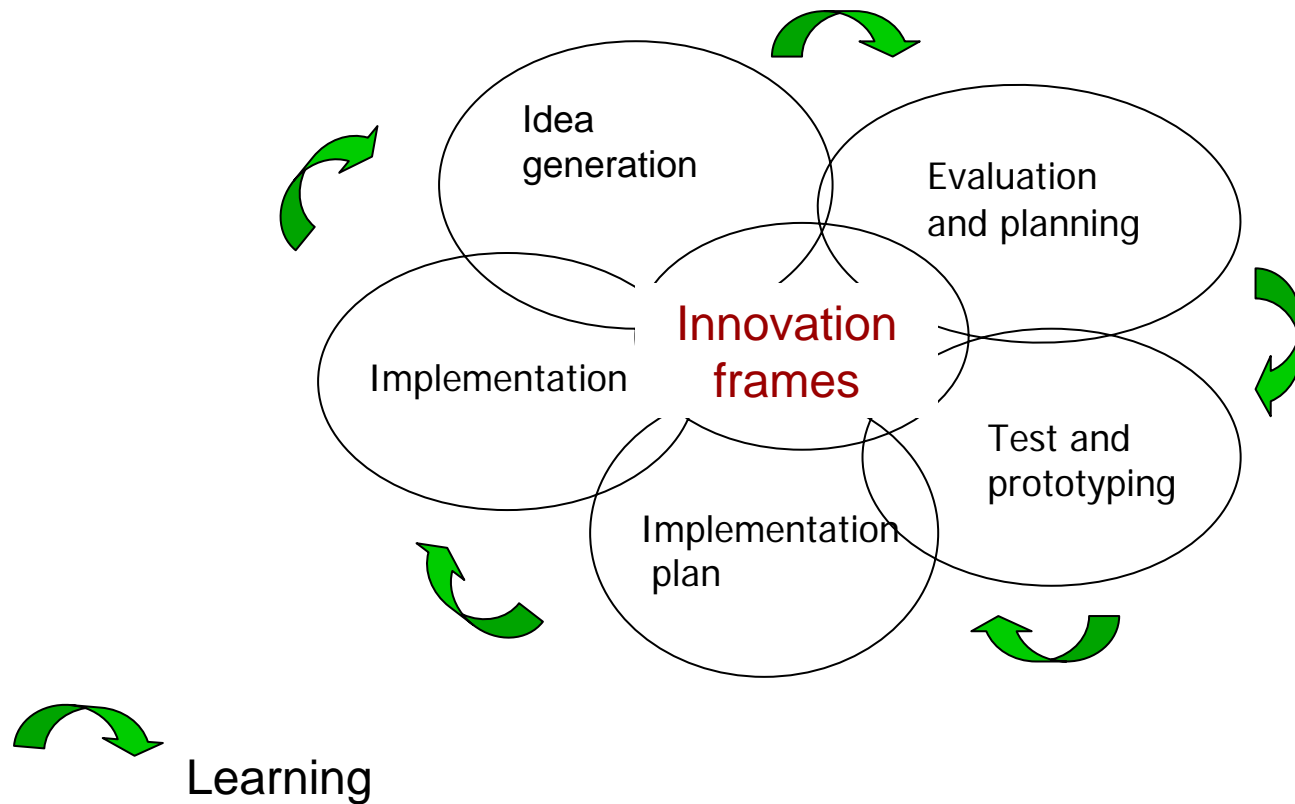 Idea
generation
Evaluation
and planning
Innovation
frames
Implementation
Test and
prototyping
Implementation
plan
Learning